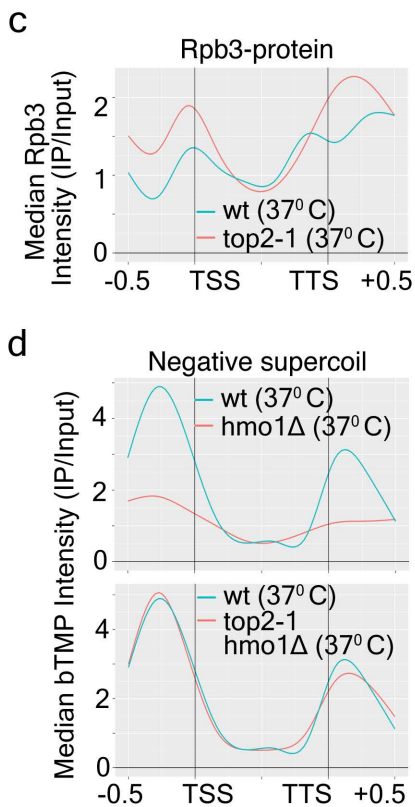 c
Rpb3-protein
Median Rpb3
Intensity (IP/Input)
2
1
0
wt (37⁰ C)
top2-1 (37⁰ C)
-0.5 TSS TTS +0.5
d
Negative supercoil
Median bTMP Intensity (IP/Input)
4
2
0
wt (37⁰ C)
hmo1Δ (37⁰ C)
4
2
0
wt (37⁰ C)
top2-1
hmo1Δ (37⁰ C)
-0.5 TSS TTS +0.5